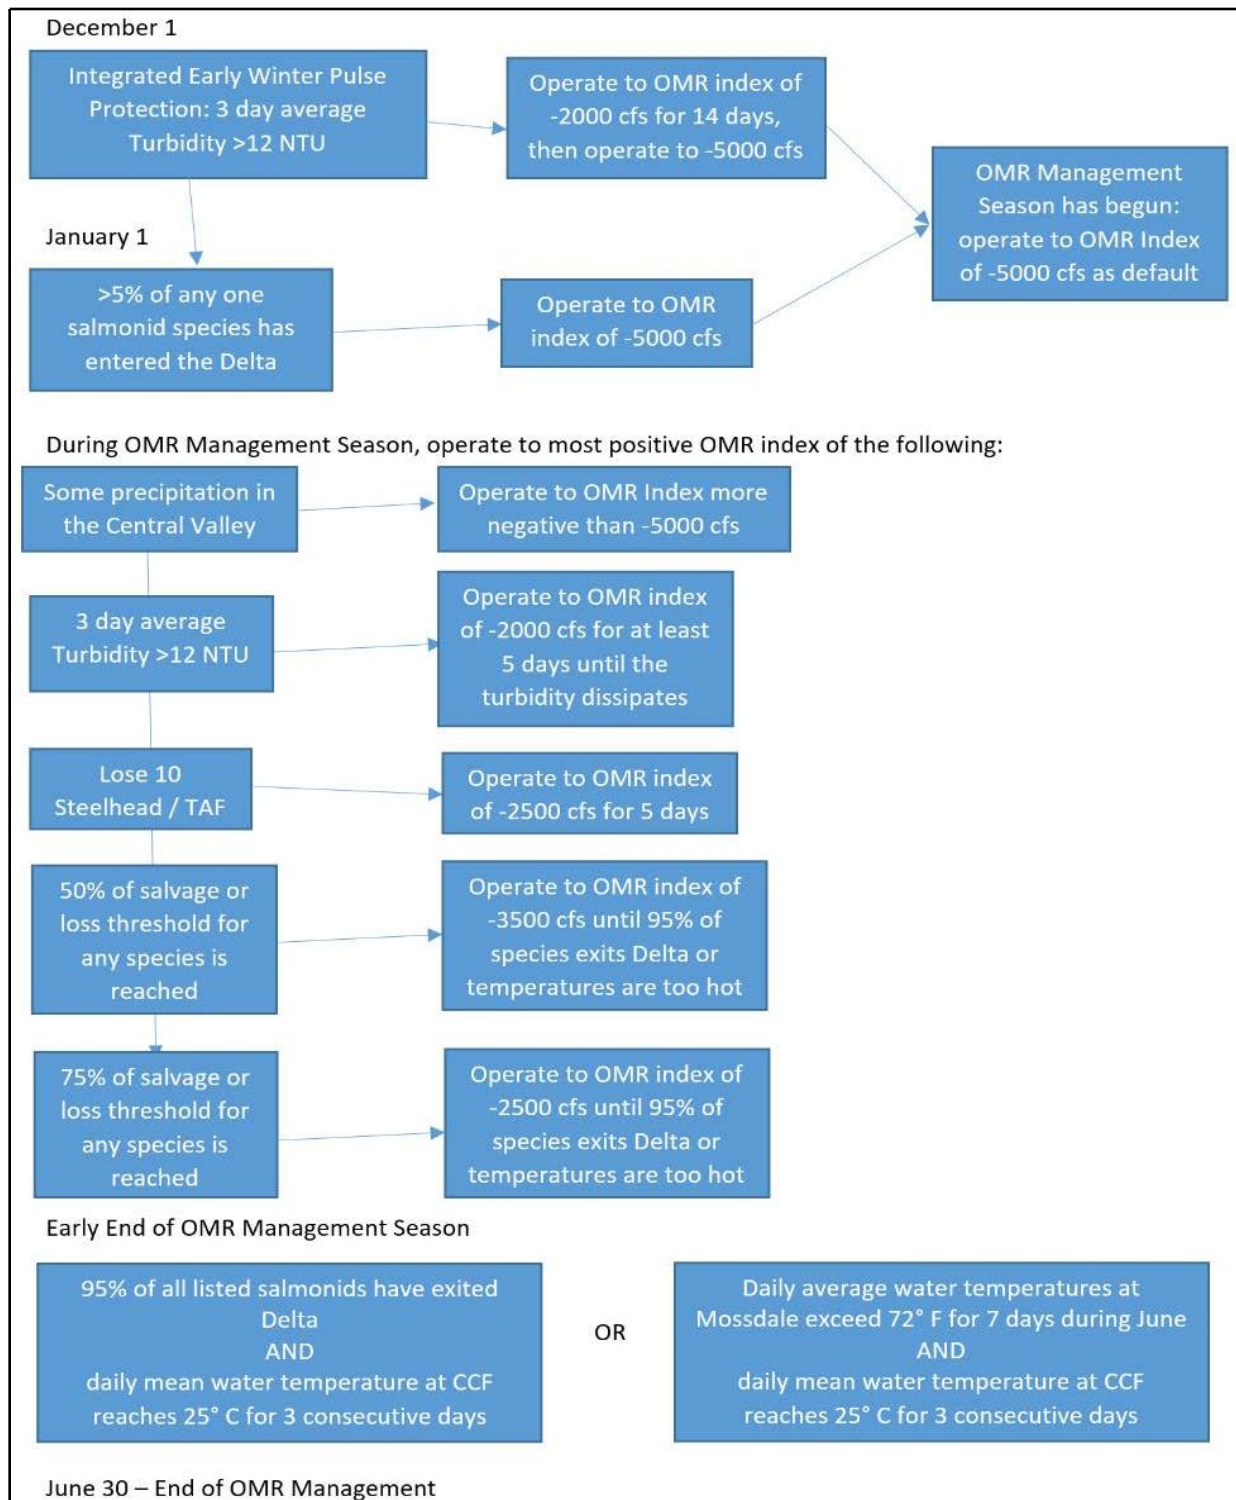 December 1
Integrated Early Winter Pulse
Protection: 3 day average
Turbidity >12 NTU
Operate to OMR index of
-2000 cfs for 14 days,
then operate to -5000 cfs
OMR Management
Season has begun:
operate to OMR Index
of -5000 cfs as default
January 1
>5% of any one
salmonid species has
entered the Delta
Operate to OMR
index of -5000 cfs
During OMR Management Season, operate to most positive OMR index of the following:
Some precipitation in
the Central Valley
Operate to OMR Index more
negative than -5000 cfs
3 day average
Turbidity >12 NTU
Operate to OMR index
of -2000 cfs for at least
5 days until the
turbidity dissipates
Lose 10
Steelhead / TAF
Operate to OMR index
of -2500 cfs for 5 days
50% of salvage or
loss threshold for
any species is
reached
Operate to OMR index of
-3500 cfs until 95% of
species exits Delta or
temperatures are too hot
75% of salvage or
loss threshold for
any species is
reached
Operate to OMR index of
-2500 cfs until 95% of
species exits Delta or
temperatures are too hot
Early End of OMR Management Season
95% of all listed salmonids have exited
Delta
AND
daily mean water temperature at CCF
reaches 25° C for 3 consecutive days
OR
Daily average water temperatures at
Mossdale exceed 72° F for 7 days during June
AND
daily mean water temperature at CCF
reaches 25° C for 3 consecutive days
June 30 – End of OMR Management